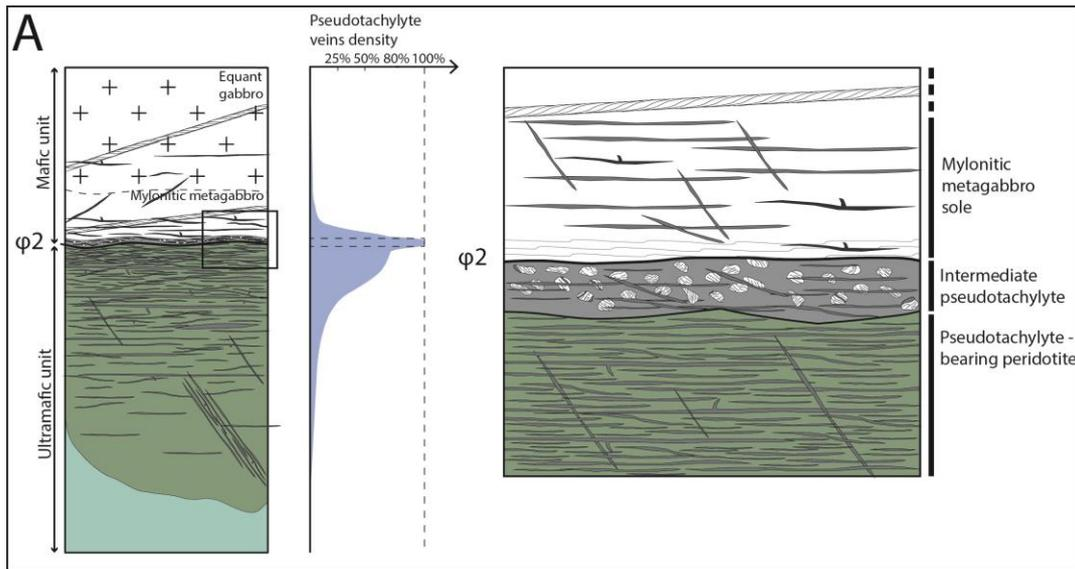 A
Pseudotachylyte
veins density
25% 50% 80% 100%
Equant
gabbro
Mafic unit
Mylonitic metagabbro
φ2
Ultramafic unit
φ2
Mylonitic
metagabbro
sole
Intermediate
pseudotachylyte
Pseudotachylyte -
bearing peridotite